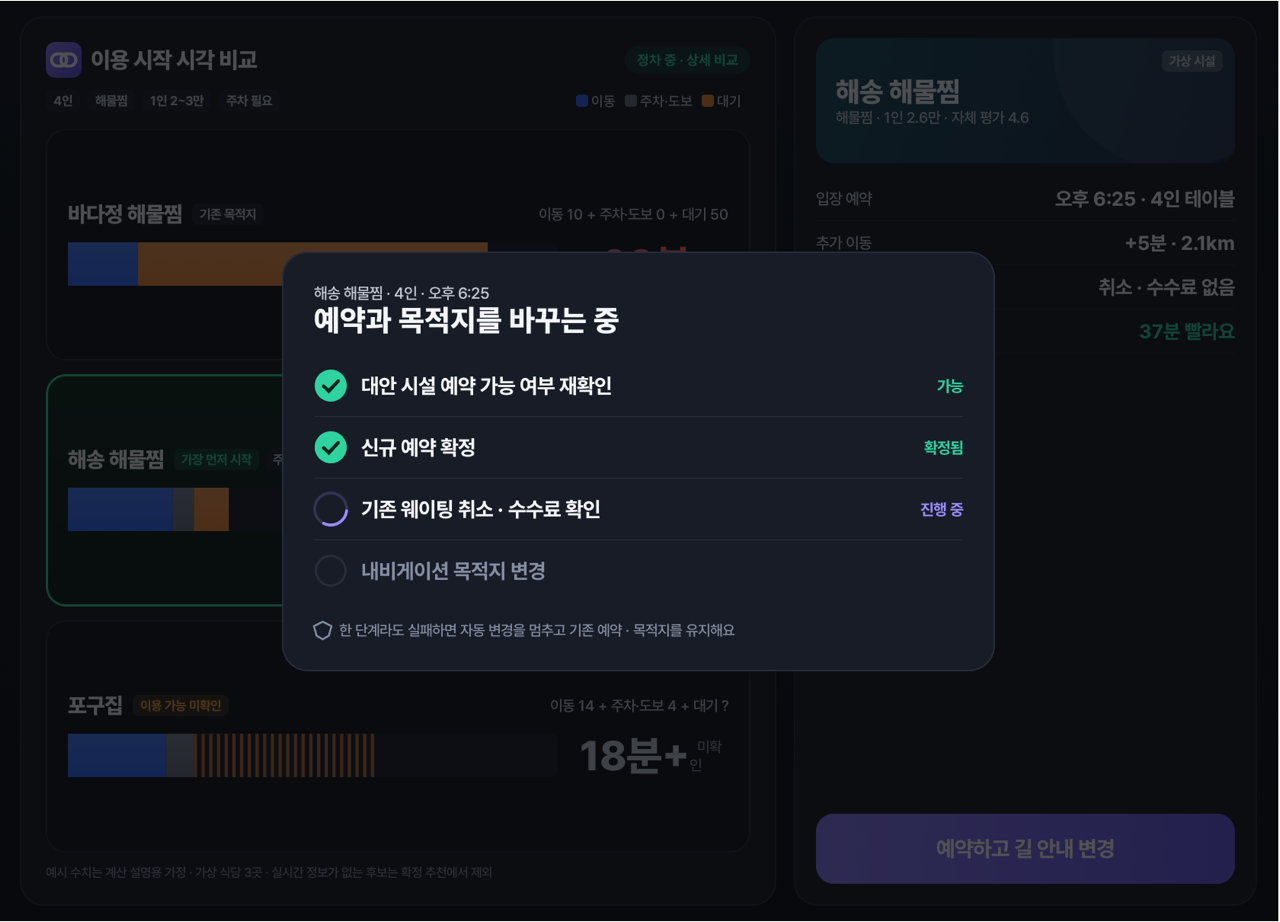 이용 시작 시각 비교
정차 중 · 상세 비교
4인 해물찜 1인 2~3만 주차 필요
이동 주차·도보 대기
바다정 해물찜 기존 목적지
이동 10 + 주차·도보 0 + 대기 50
해송 해물찜 가장 먼저 시작
포구집 이용 가능 미확인
이동 14 + 주차·도보 4 + 대기 ?
18분+ 미확
인
예시 수치는 계산 설명용 가정 · 가상 식당 3곳 · 실시간 정보가 없는 후보는 확정 추천에서 제외
가상 시설
해송 해물찜
해물찜 · 1인 2.6만 · 자체 평가 4.6
입장 예약 오후 6:25 · 4인 테이블
추가 이동 +5분 · 2.1km
취소 · 수수료 없음
37분 빨라요
예약하고 길 안내 변경
해송 해물찜 · 4인 · 오후 6:25
예약과 목적지를 바꾸는 중
대안 시설 예약 가능 여부 재확인 가능
신규 예약 확정 확정됨
기존 웨이팅 취소 · 수수료 확인 진행 중
내비게이션 목적지 변경
한 단계라도 실패하면 자동 변경을 멈추고 기존 예약 · 목적지를 유지해요